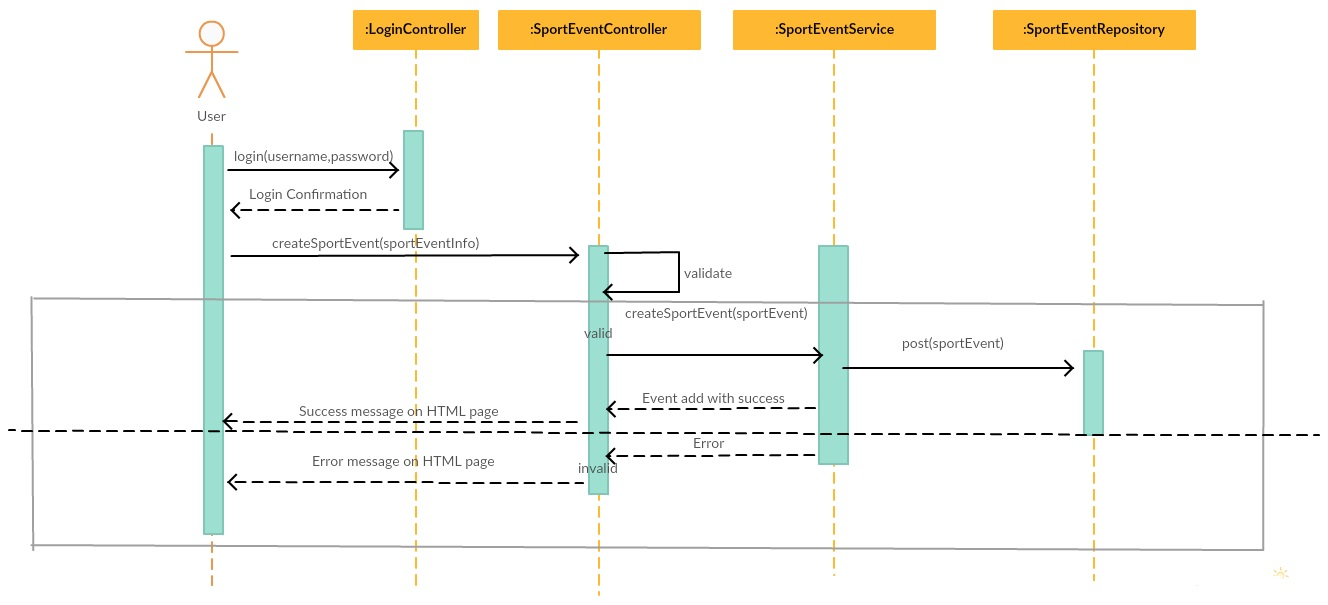 :LoginController
:SportEventController
:SportEventService
:SportEventRepository
User
login(username,password)
Login Confirmation
createSportEvent(sportEventInfo)
validate
createSportEvent(sportEvent)
valid
post(sportEvent)
Event add with success
Success message on HTML page
Error
Error message on HTML page
invalid